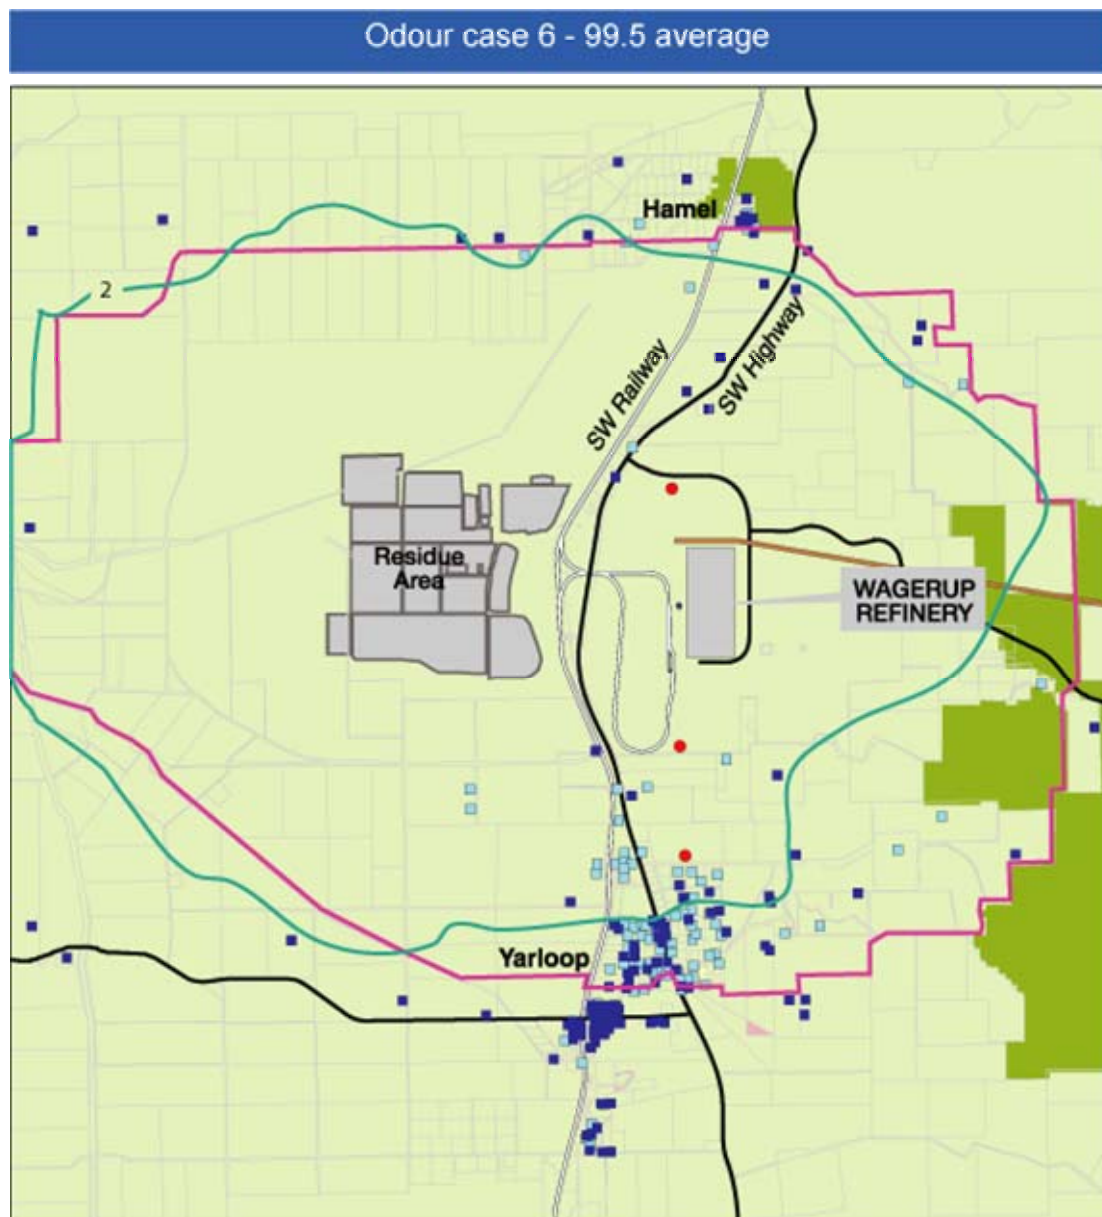 Odour case 6 - 99.5 average
Hamel
2
SW Railway
SW Highway
Residue
Area
WAGERUP
REFINERY
Yarloop